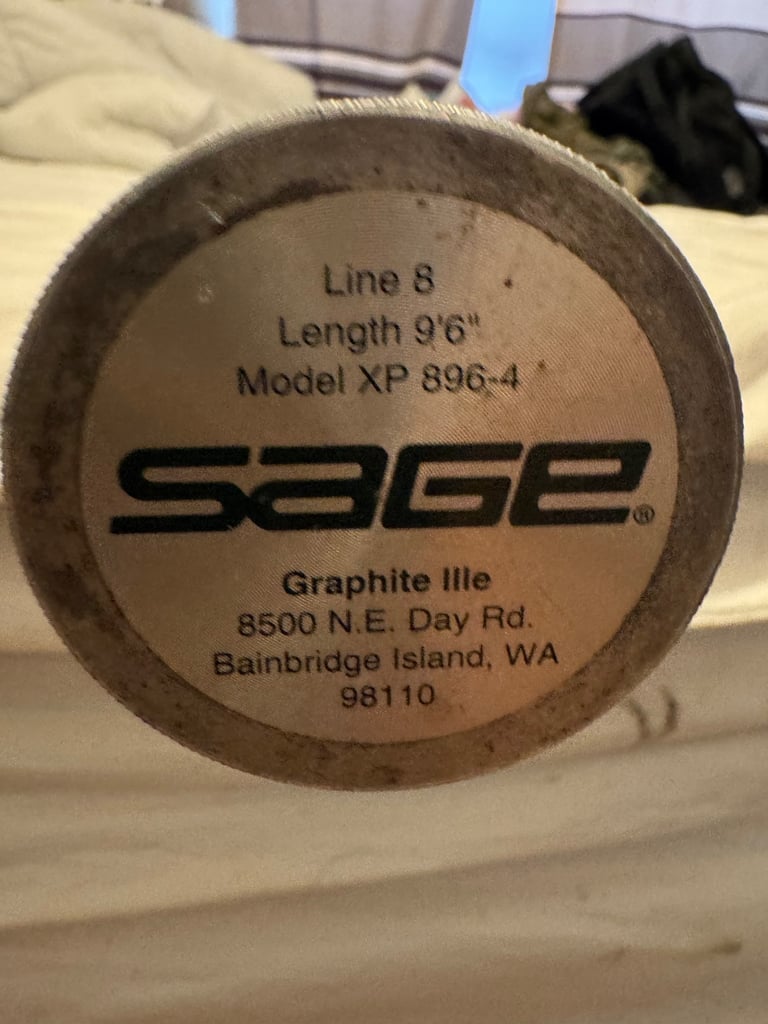 Line 8
Length 9'6"
Model XP 896-4
SAGE®
Graphite IIIe
8500 N.E. Day Rd.
Bainbridge Island, WA
98110